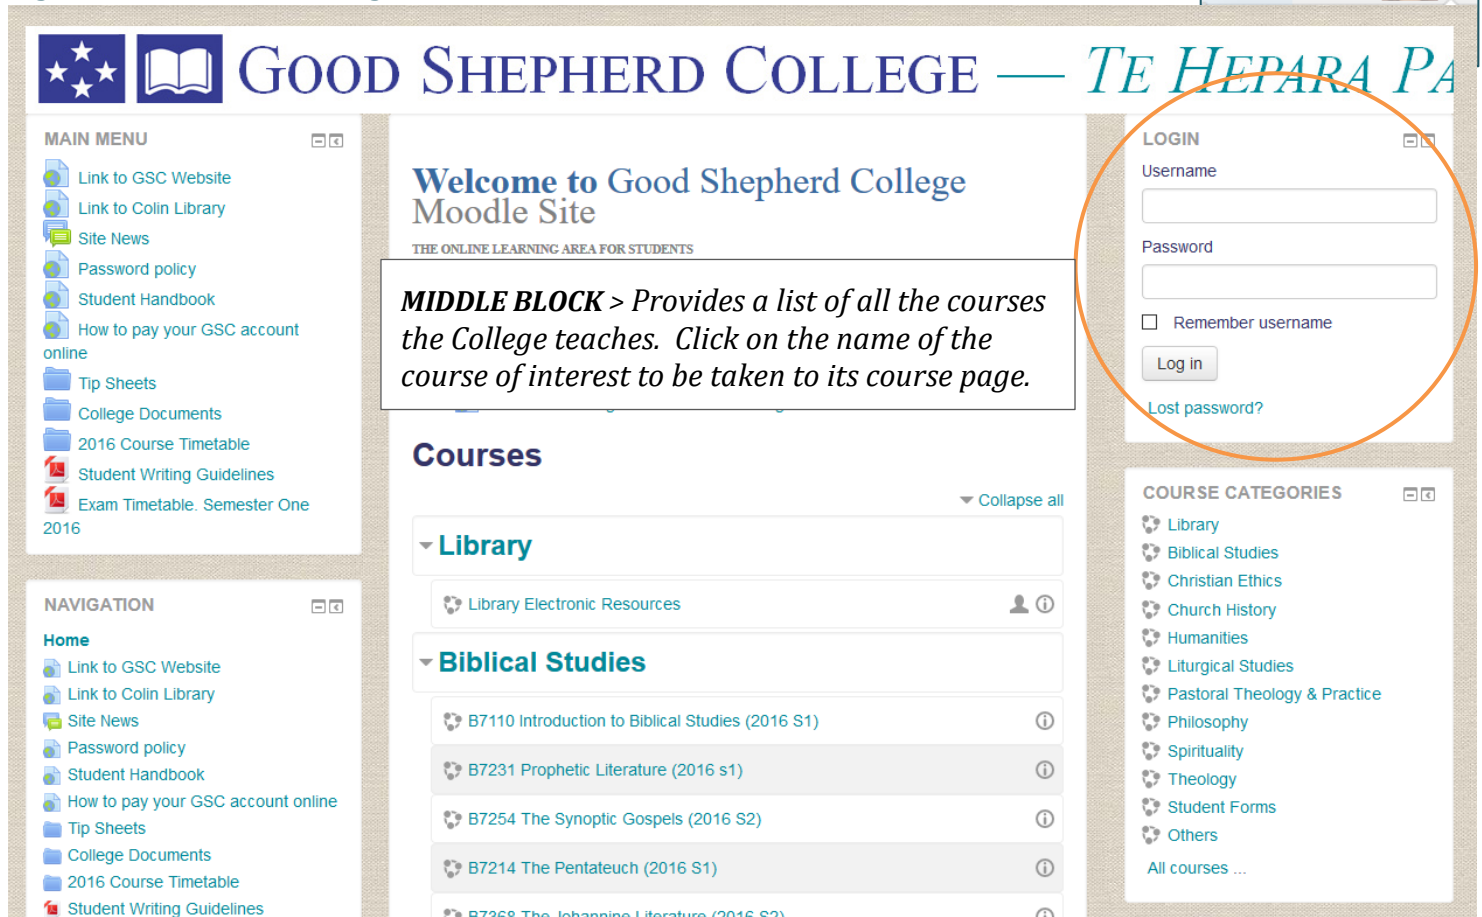 GOOD SHEPHERD COLLEGE — TE HEPARA PA
MAIN MENU
Link to GSC Website
Link to Colin Library
Site News
Password policy
Student Handbook
How to pay your GSC account
online
Tip Sheets
College Documents
2016 Course Timetable
Student Writing Guidelines
Exam Timetable. Semester One
2016
NAVIGATION
Home
Link to GSC Website
Link to Colin Library
Site News
Password policy
Student Handbook
How to pay your GSC account online
Tip Sheets
College Documents
2016 Course Timetable
Student Writing Guidelines
Welcome to Good Shepherd College
Moodle Site
THE ONLINE LEARNING AREA FOR STUDENTS
MIDDLE BLOCK > Provides a list of all the courses
the College teaches.  Click on the name of the
course of interest to be taken to its course page.
Courses
Collapse all
Library
Library Electronic Resources
Biblical Studies
B7110 Introduction to Biblical Studies (2016 S1)
B7231 Prophetic Literature (2016 s1)
B7254 The Synoptic Gospels (2016 S2)
B7214 The Pentateuch (2016 S1)
B7368 The Johannine Literature (2016 S2)
LOGIN
Username
Password
Remember username
Log in
Lost password?
COURSE CATEGORIES
Library
Biblical Studies
Christian Ethics
Church History
Humanities
Liturgical Studies
Pastoral Theology & Practice
Philosophy
Spirituality
Theology
Student Forms
Others
All courses ...